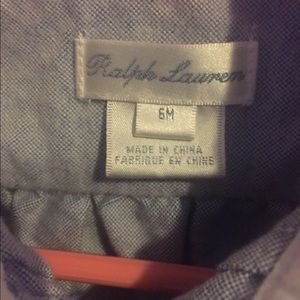 Ralph Lauren
6M
MADE IN CHINA
FABRIQUE EN CHINE